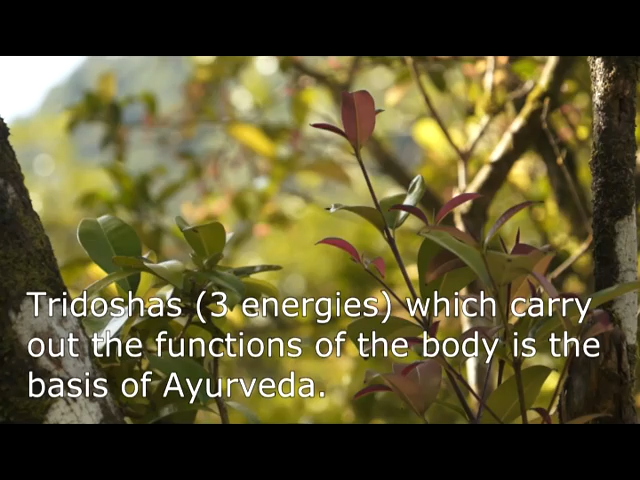 Tridoshas (3 energies) which carry
out the functions of the body is the
basis of Ayurveda.